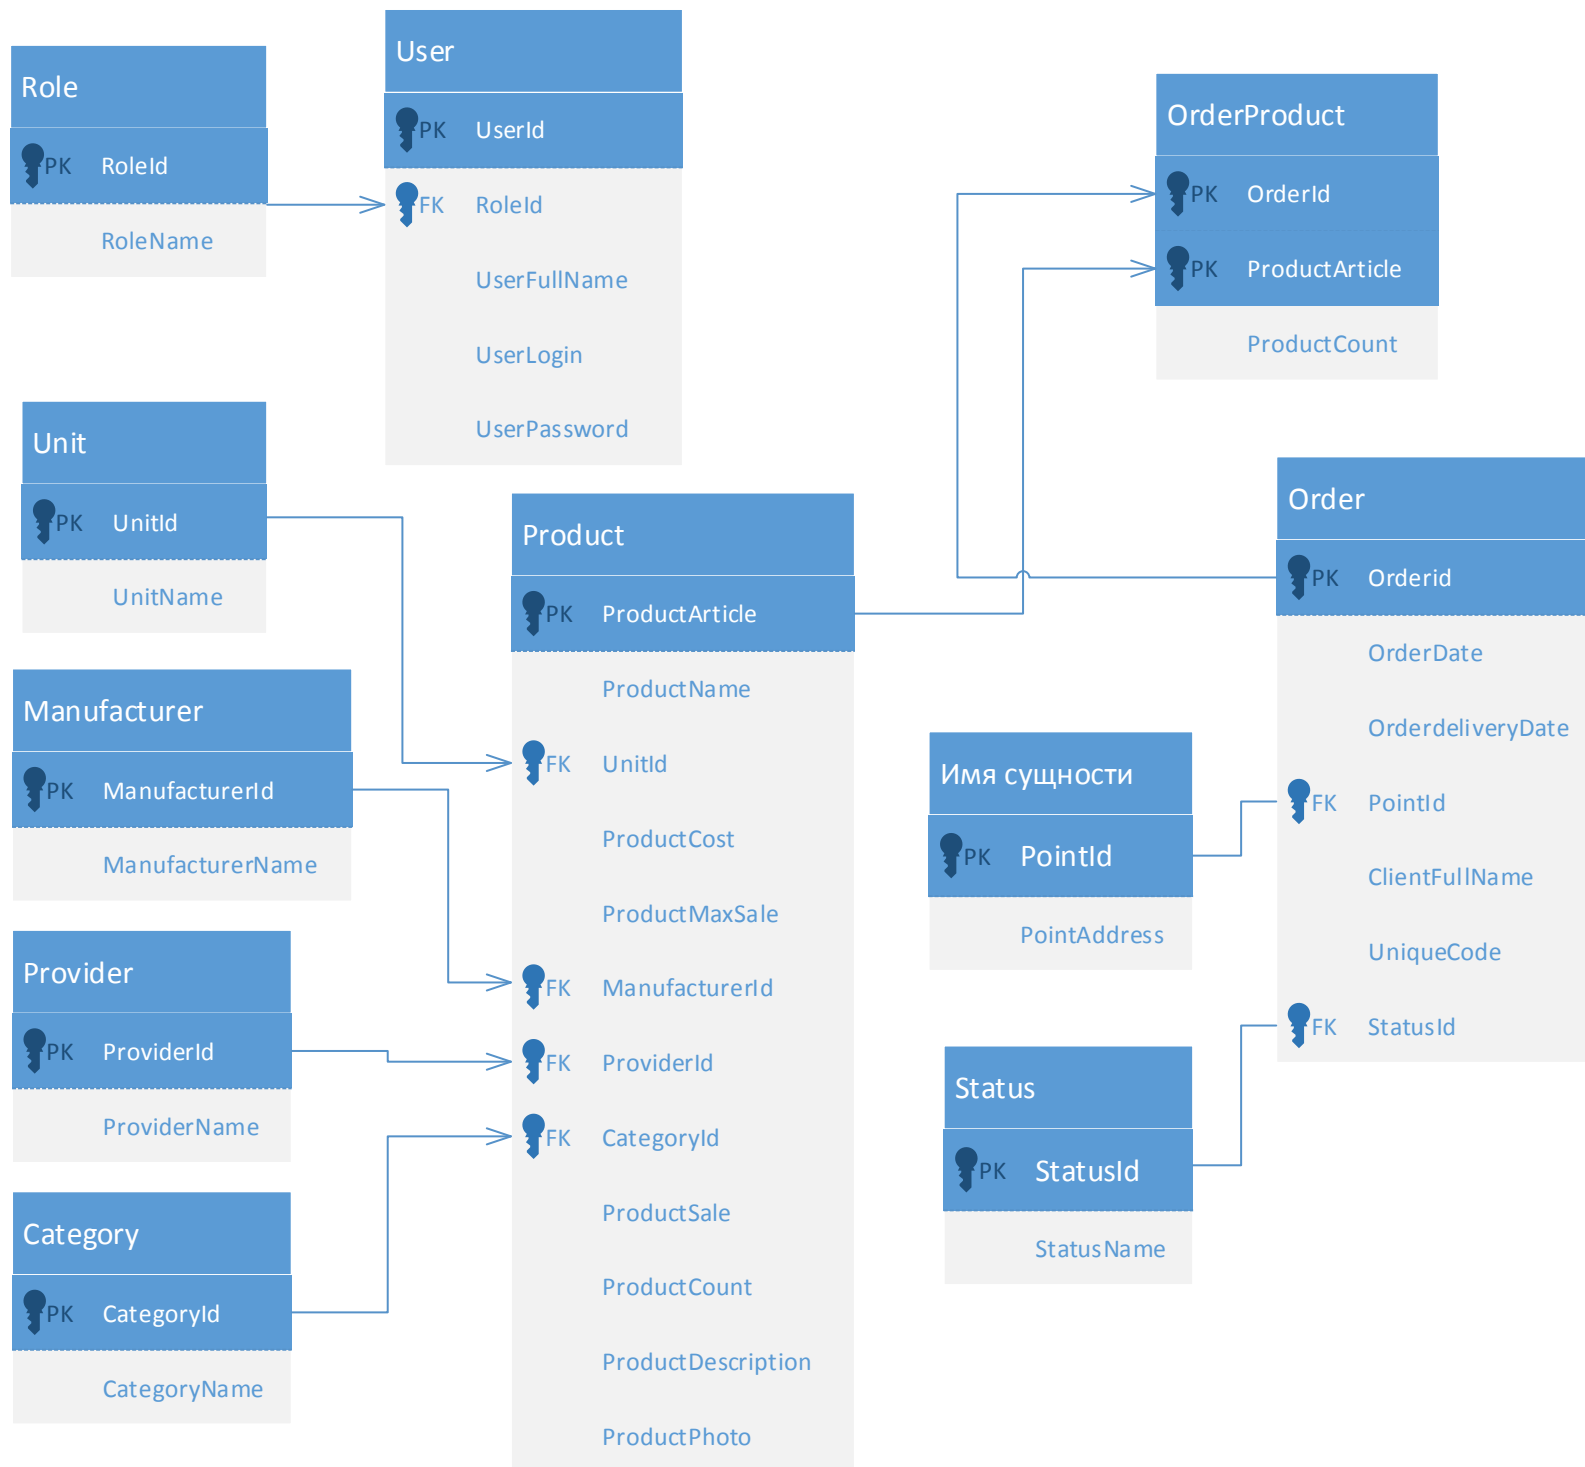 Role
PK RoleId
RoleName
User
PK UserId
FK RoleId
UserFullName
UserLogin
UserPassword
OrderProduct
PK OrderId
PK ProductArticle
ProductCount
Unit
PK UnitId
UnitName
Manufacturer
PK ManufacturerId
ManufacturerName
Provider
PK ProviderId
ProviderName
Category
PK CategoryId
CategoryName
Product
PK ProductArticle
ProductName
FK UnitId
ProductCost
ProductMaxSale
FK ManufacturerId
FK ProviderId
FK CategoryId
ProductSale
ProductCount
ProductDescription
ProductPhoto
Order
PK Orderid
OrderDate
OrderdeliveryDate
FK PointId
ClientFullName
UniqueCode
FK StatusId
Имя сущности
PK PointId
PointAddress
Status
PK StatusId
StatusName